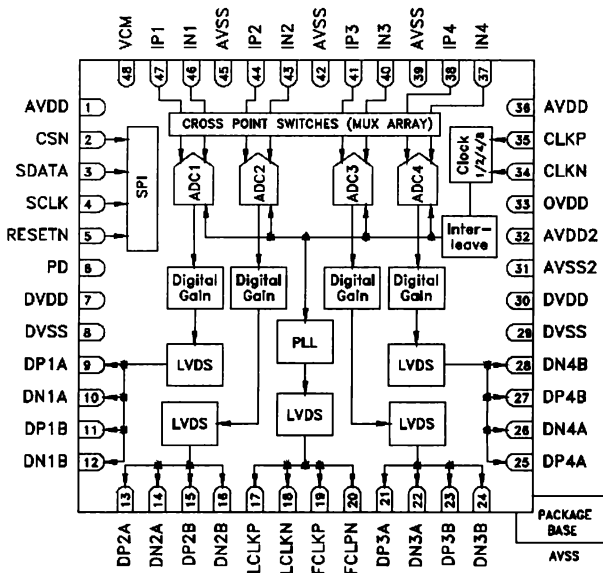 VCM IP1 IN1 AVSS IP2 IN2 AVSS IP3 IN3 AVSS IP4 IN4
48 47 46 45 44 43 42 41 40 39 38 37
AVDD 1
CSN 2
SDATA 3
SCLK 4
RESETN 5
PD 6
DVDD 7
DVSS 8
DP1A 9
DN1A 10
DP1B 11
DN1B 12
CROSS POINT SWITCHES (MUX ARRAY)
SPI
ADC1 ADC2 ADC3 ADC4
Clock
1/2/4/8
Inter-
leave
Digital
Gain
Digital
Gain
Digital
Gain
Digital
Gain
PLL
LVDS
LVDS
LVDS
LVDS
LVDS
36 AVDD
35 CLKP
34 CLKN
33 OVDD
32 AVDD2
31 AVSS2
30 DVDD
29 DVSS
28 DN4B
27 DP4B
26 DN4A
25 DP4A
13 14 15 16 17 18 19 20 21 22 23 24
DP2A DN2A DP2B DN2B LCLKP LCLKN FCLKP FCLPN DP3A DN3A DP3B DN3B
PACKAGE
BASE
AVSS